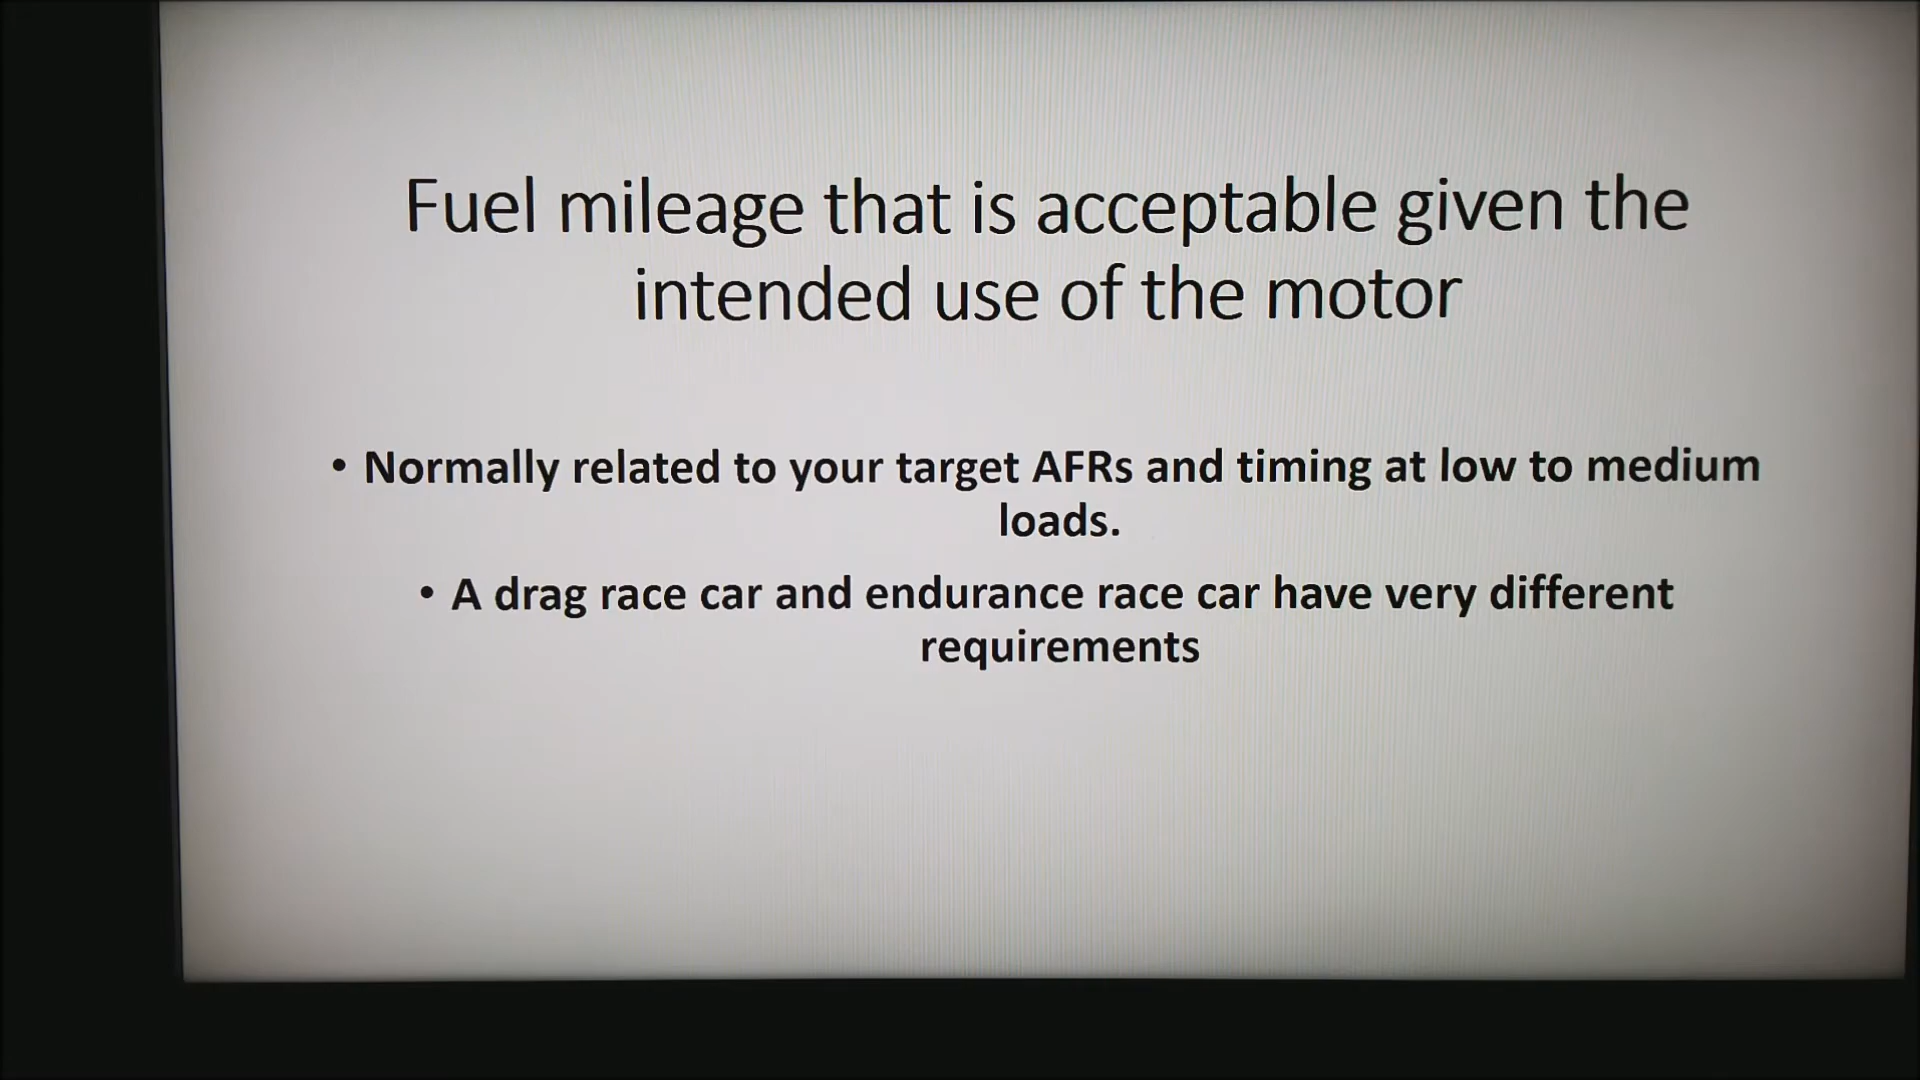 Fuel mileage that is acceptable given the
intended use of the motor
• Normally related to your target AFRs and timing at low to medium
loads.
• A drag race car and endurance race car have very different
requirements